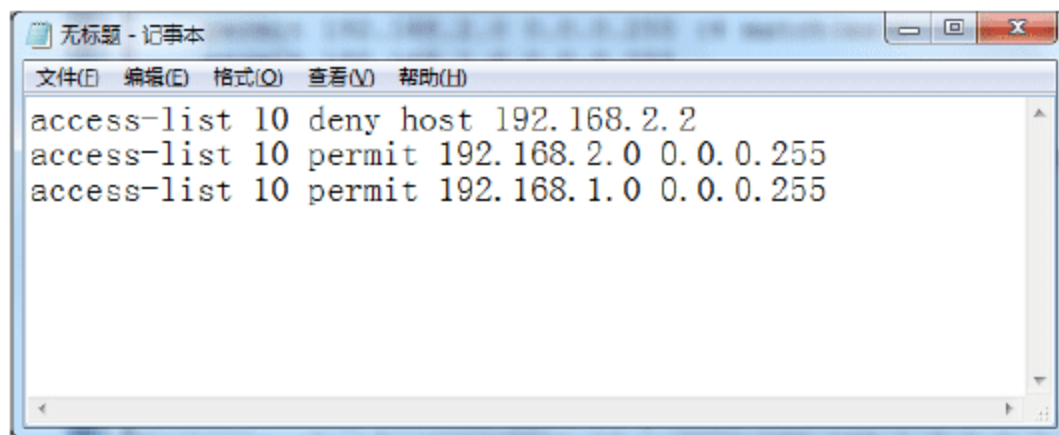 无标题 - 记事本
文件(F) 编辑(E) 格式(O) 查看(V) 帮助(H)
access-list 10 deny host 192.168.2.2
access-list 10 permit 192.168.2.0 0.0.0.255
access-list 10 permit 192.168.1.0 0.0.0.255